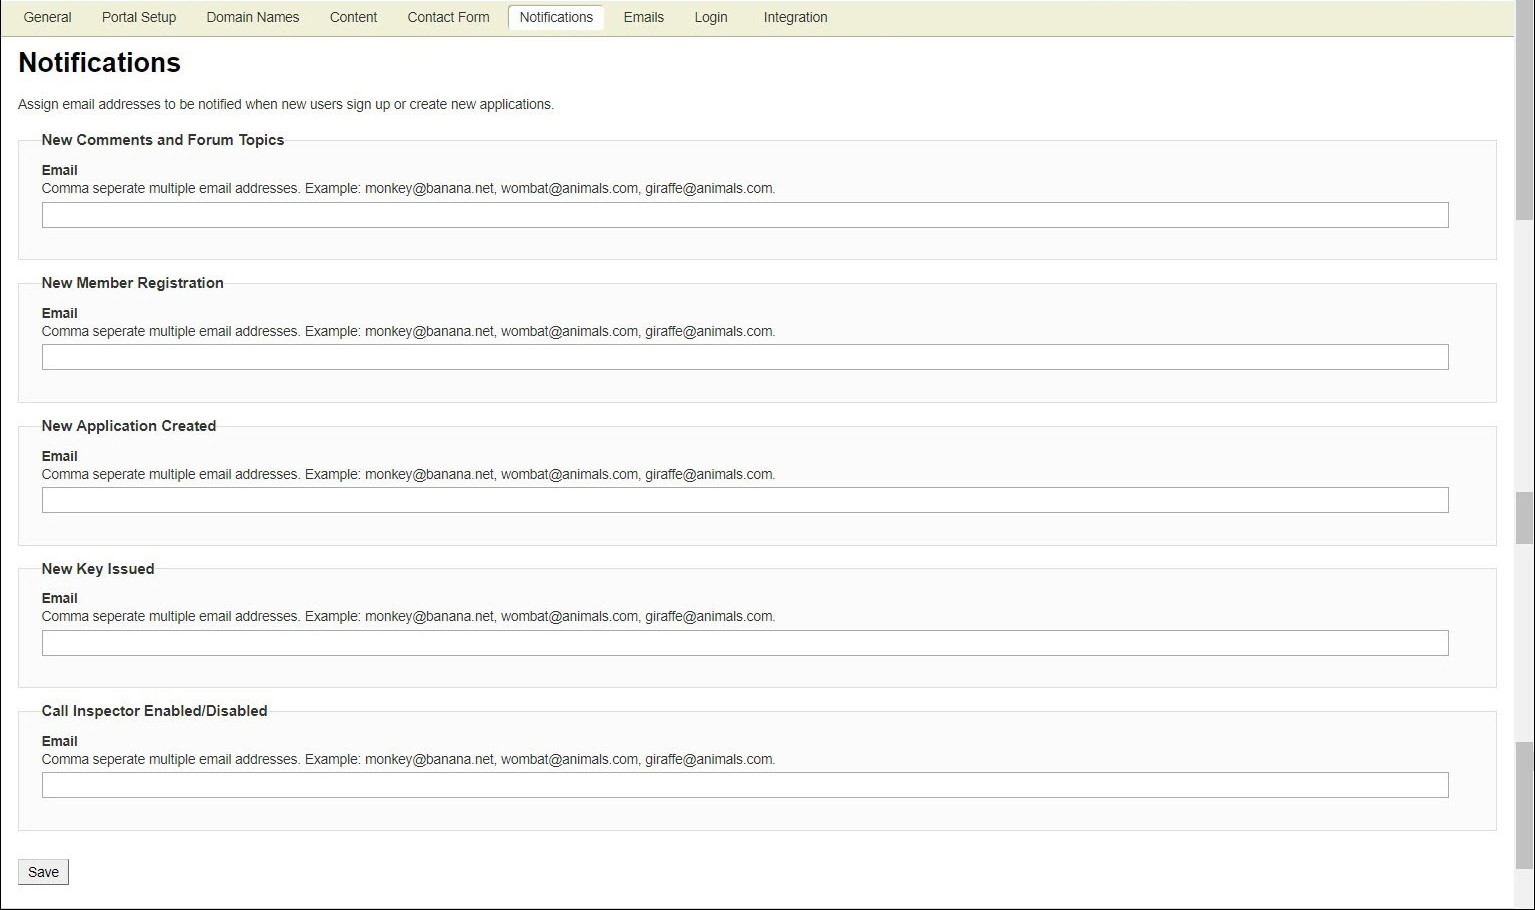 General Portal Setup Domain Names Content Contact Form Notifications Emails Login Integration
Notifications
Assign email addresses to be notified when new users sign up or create new applications.
New Comments and Forum Topics
Email
Comma seperate multiple email addresses. Example: monkey@banana.net, wombat@animals.com, giraffe@animals.com.
New Member Registration
Email
Comma seperate multiple email addresses. Example: monkey@banana.net, wombat@animals.com, giraffe@animals.com.
New Application Created
Email
Comma seperate multiple email addresses. Example: monkey@banana.net, wombat@animals.com, giraffe@animals.com.
New Key Issued
Email
Comma seperate multiple email addresses. Example: monkey@banana.net, wombat@animals.com, giraffe@animals.com.
Call Inspector Enabled/Disabled
Email
Comma seperate multiple email addresses. Example: monkey@banana.net, wombat@animals.com, giraffe@animals.com.
Save